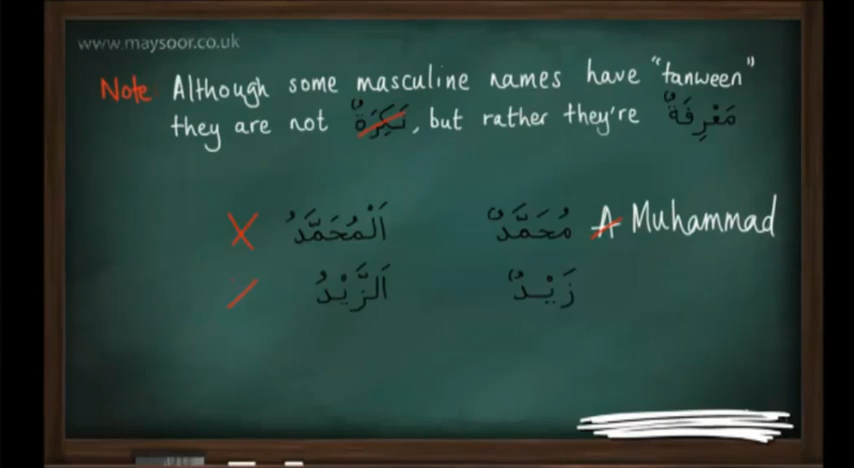 www.maysoor.co.uk
Note: Although some masculine names have "tanween"
they are not نَكِرَةٌ, but rather they're مَعْرِفَةٌ
X اَلْمُحَمَّدُ مُحَمَّدٌ A Muhammad
/ اَلزَّيْدُ زَيْدٌ